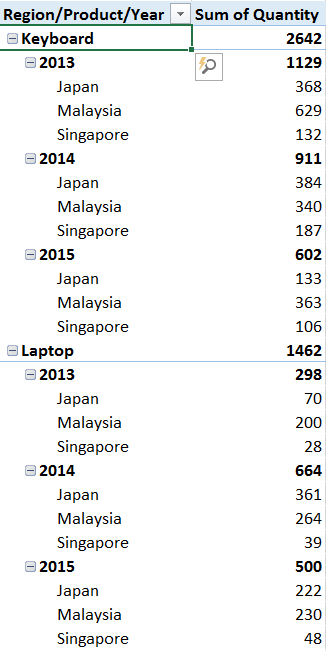 Region/Product/Year Sum of Quantity
Keyboard 2642
2013 1129
Japan 368
Malaysia 629
Singapore 132
2014 911
Japan 384
Malaysia 340
Singapore 187
2015 602
Japan 133
Malaysia 363
Singapore 106
Laptop 1462
2013 298
Japan 70
Malaysia 200
Singapore 28
2014 664
Japan 361
Malaysia 264
Singapore 39
2015 500
Japan 222
Malaysia 230
Singapore 48